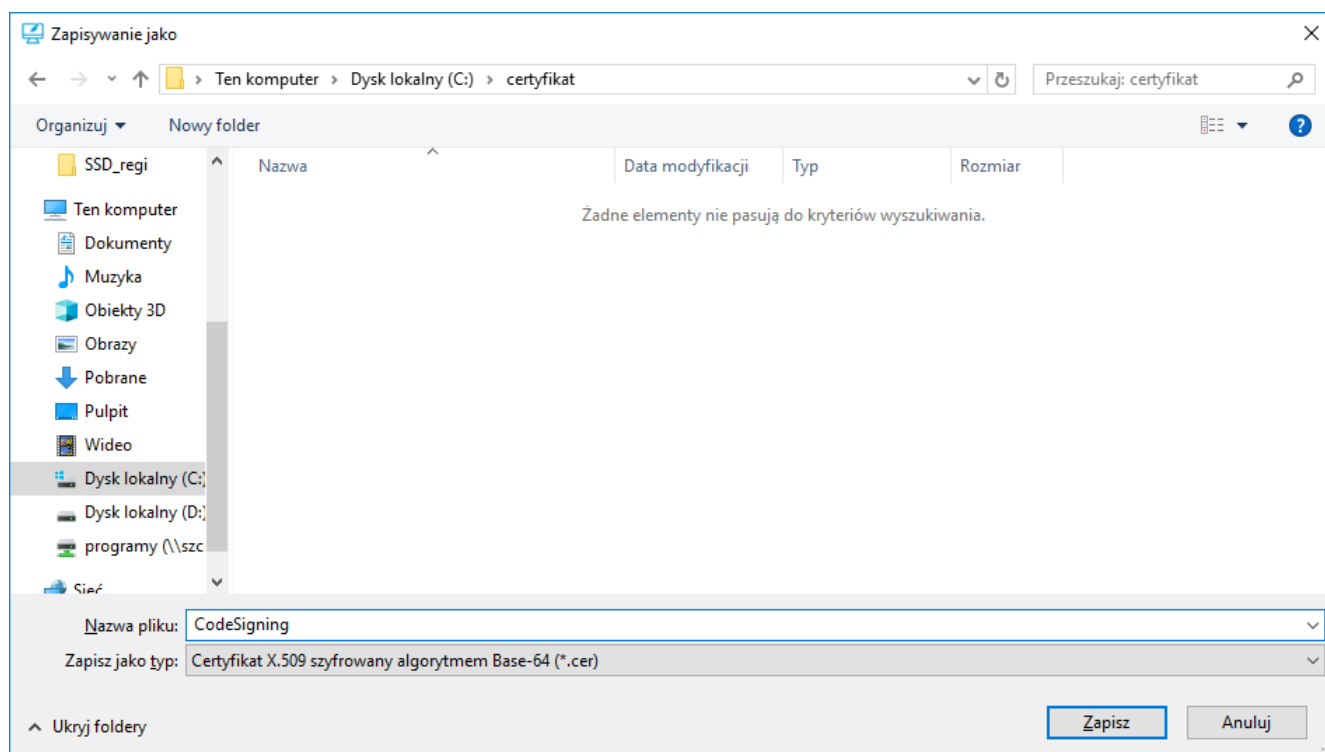 Zapisywanie jako
Ten komputer > Dysk lokalny (C:) > certyfikat
Przeszukaj: certyfikat
Organizuj
Nowy folder
SSD_regi
Nazwa
Data modyfikacji
Typ
Rozmiar
Żadne elementy nie pasują do kryteriów wyszukiwania.
Ten komputer
Dokumenty
Muzyka
Obiekty 3D
Obrazy
Pobrane
Pulpit
Wideo
Dysk lokalny (C:)
Dysk lokalny (D:)
programy (\\szc
Sieć
Nazwa pliku: CodeSigning
Zapisz jako typ: Certyfikat X.509 szyfrowany algorytmem Base-64 (*.cer)
Ukryj foldery
Zapisz
Anuluj